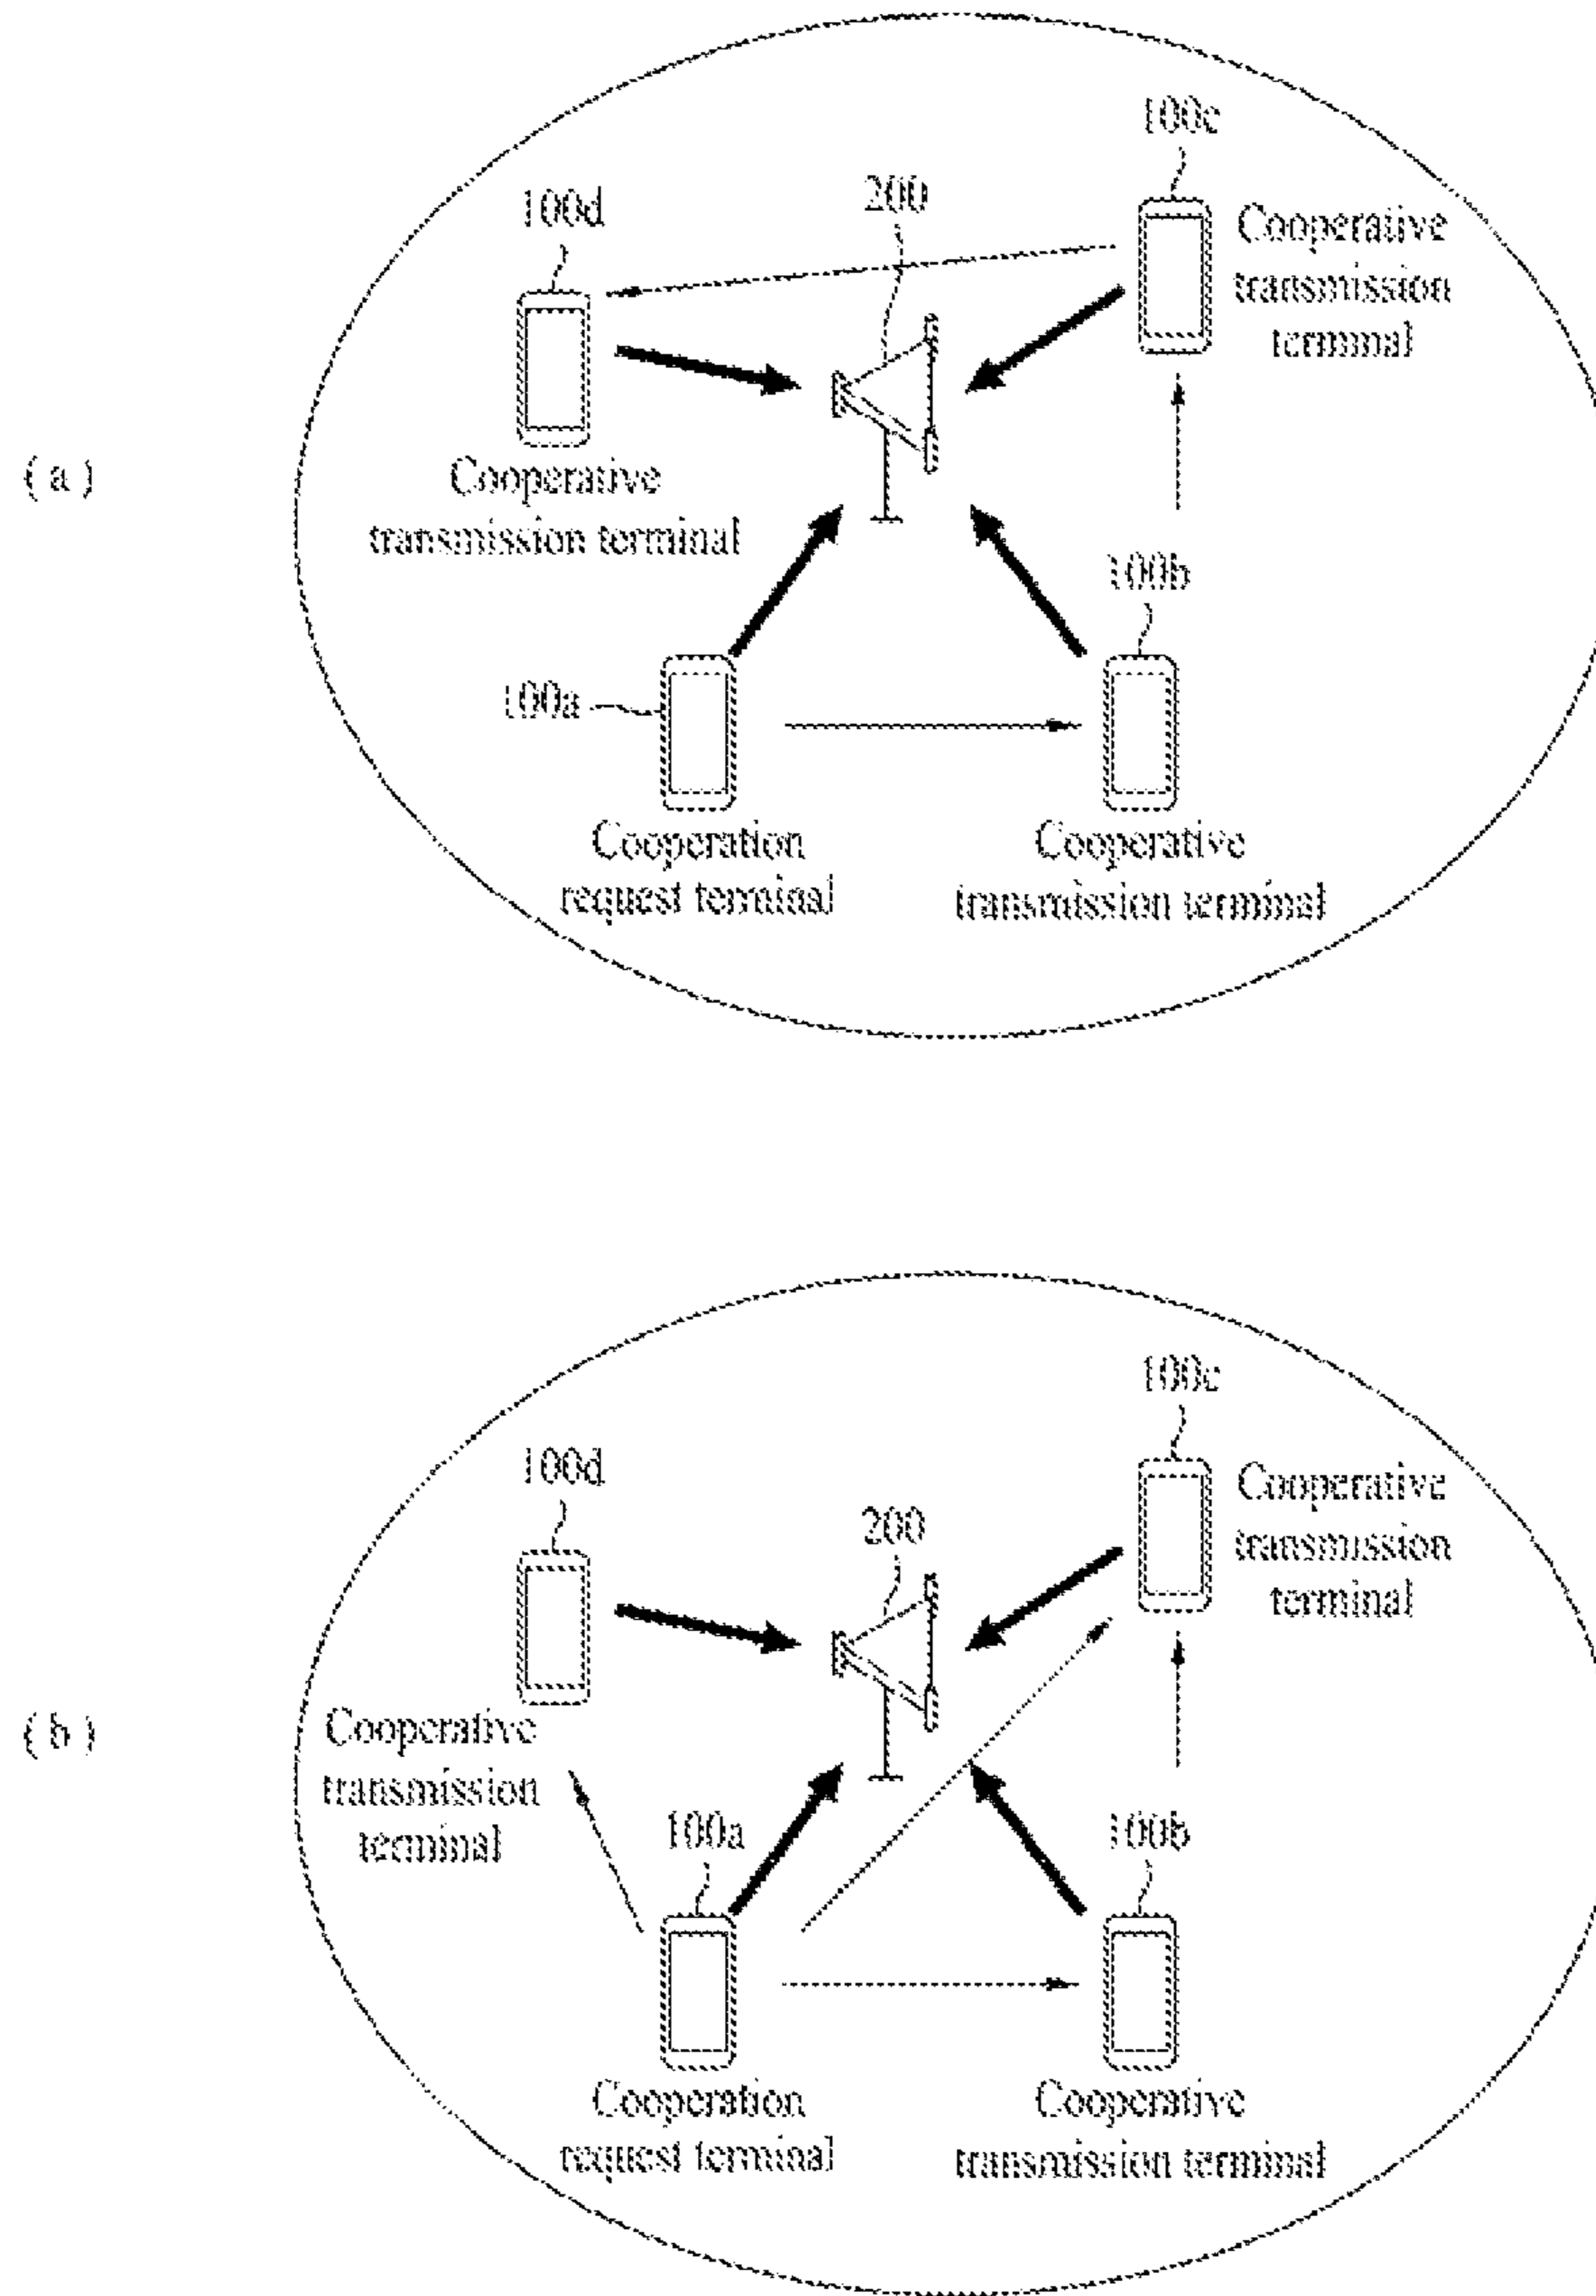 (a)
100c
100d
200
Cooperative
transmission
terminal
Cooperative
transmission terminal
100b
100a
Cooperation
request terminal
Cooperative
transmission terminal
(b)
100c
100d
200
Cooperative
transmission
terminal
Cooperative
transmission
terminal
100a
100b
Cooperation
request terminal
Cooperative
transmission terminal